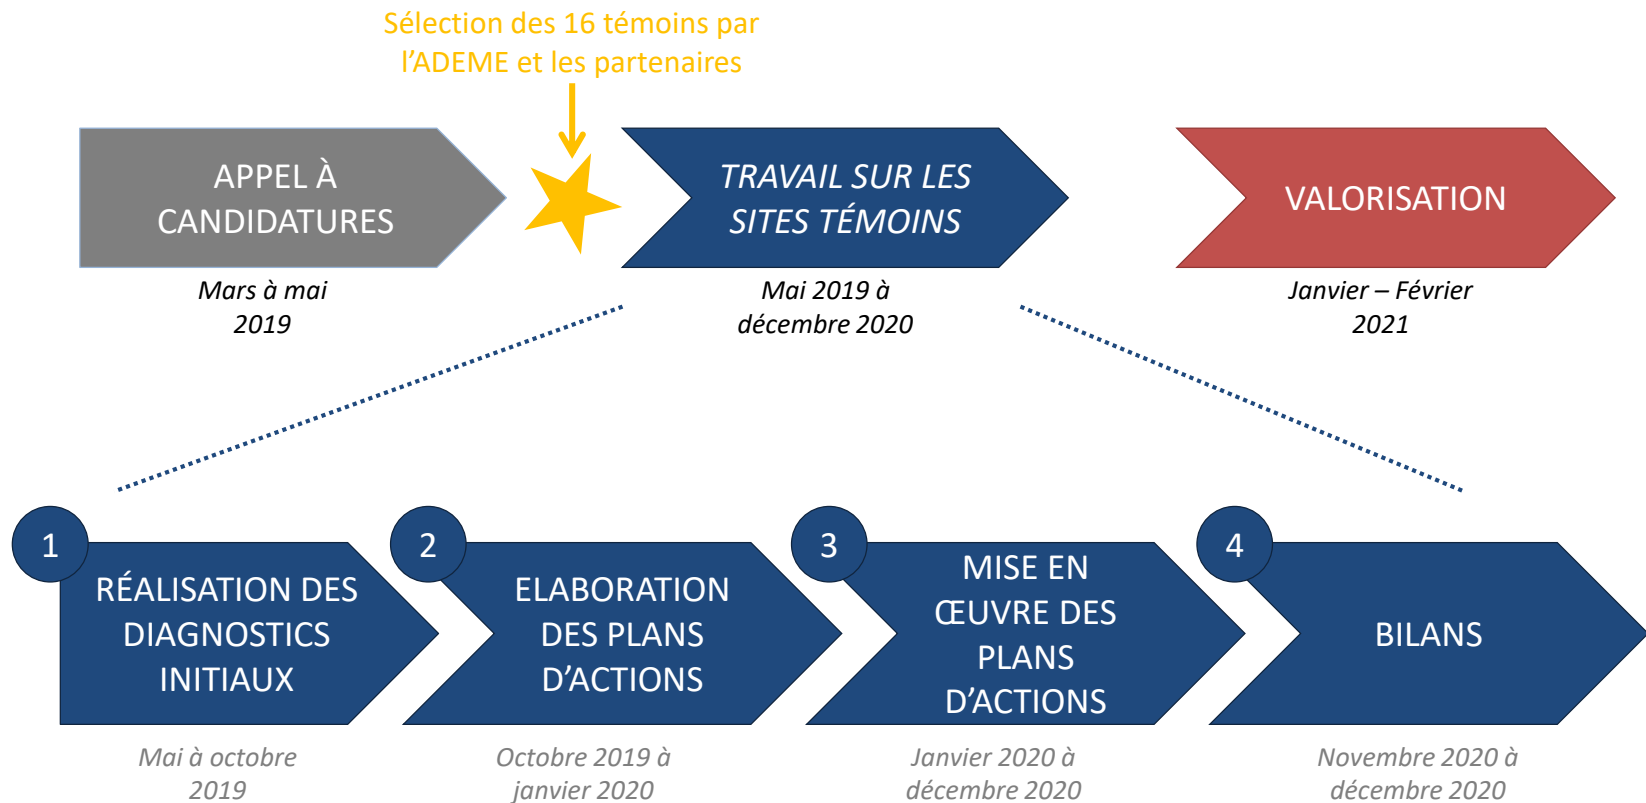 Sélection des 16 témoins par
l’ADEME et les partenaires
APPEL À
CANDIDATURES
TRAVAIL SUR LES
SITES TÉMOINS
VALORISATION
Mars à mai
2019
Mai 2019 à
décembre 2020
Janvier – Février
2021
1
RÉALISATION DES
DIAGNOSTICS
INITIAUX
2
ELABORATION
DES PLANS
D’ACTIONS
3
MISE EN
ŒUVRE DES
PLANS
D’ACTIONS
4
BILANS
Mai à octobre
2019
Octobre 2019 à
janvier 2020
Janvier 2020 à
décembre 2020
Novembre 2020 à
décembre 2020